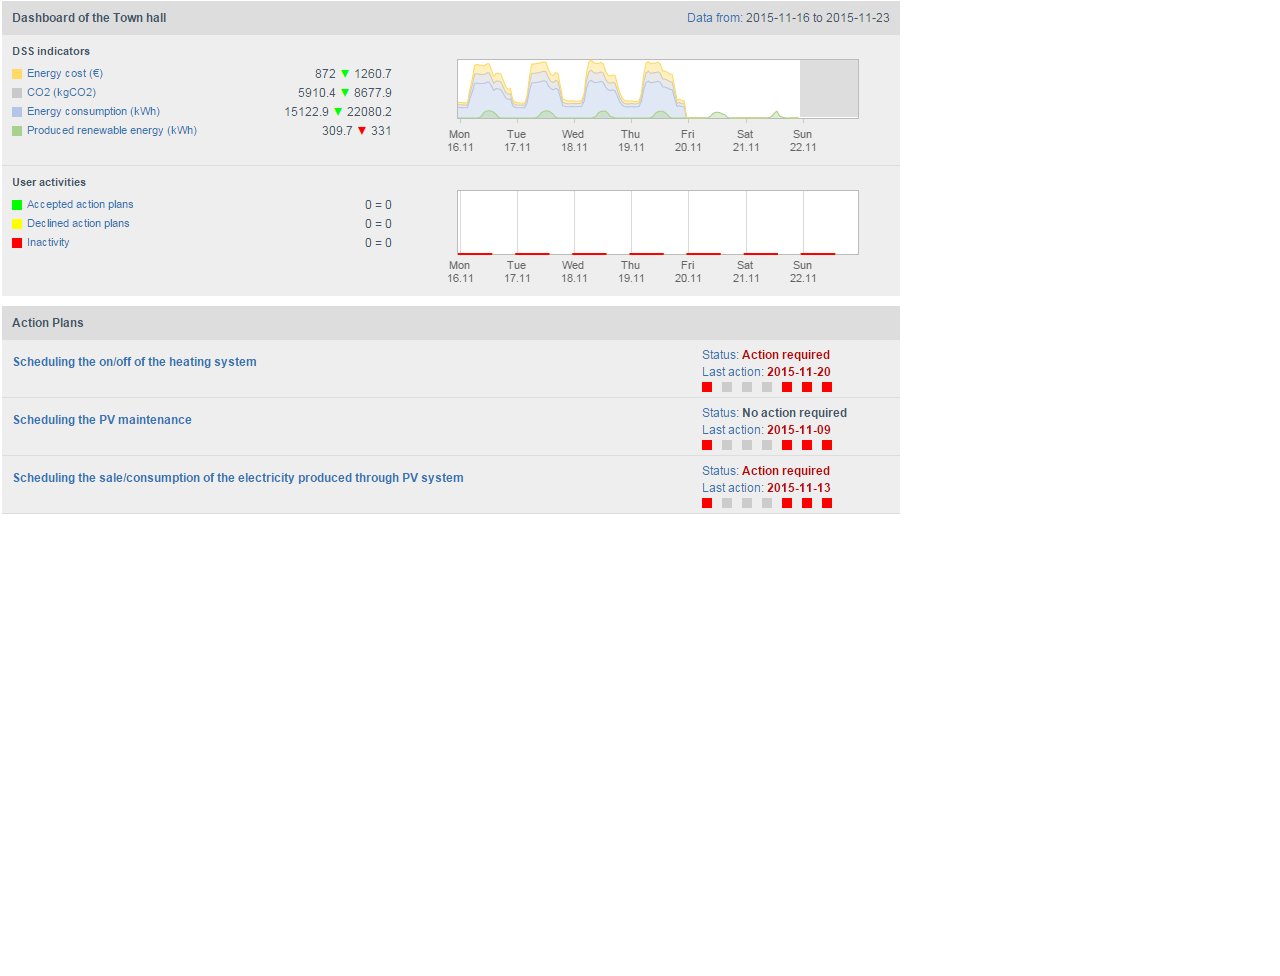 Dashboard of the Town hall
Data from: 2015-11-16 to 2015-11-23
DSS indicators
Energy cost (€) 872 ▼ 1260.7
CO2 (kgCO2) 5910.4 ▼ 8677.9
Energy consumption (kWh) 15122.9 ▼ 22080.2
Produced renewable energy (kWh) 309.7 ▼ 331
Mon Tue Wed Thu Fri Sat Sun
16.11 17.11 18.11 19.11 20.11 21.11 22.11
User activities
Accepted action plans 0 = 0
Declined action plans 0 = 0
Inactivity 0 = 0
Mon Tue Wed Thu Fri Sat Sun
16.11 17.11 18.11 19.11 20.11 21.11 22.11
Action Plans
Scheduling the on/off of the heating system
Status: Action required
Last action: 2015-11-20
Scheduling the PV maintenance
Status: No action required
Last action: 2015-11-09
Scheduling the sale/consumption of the electricity produced through PV system
Status: Action required
Last action: 2015-11-13